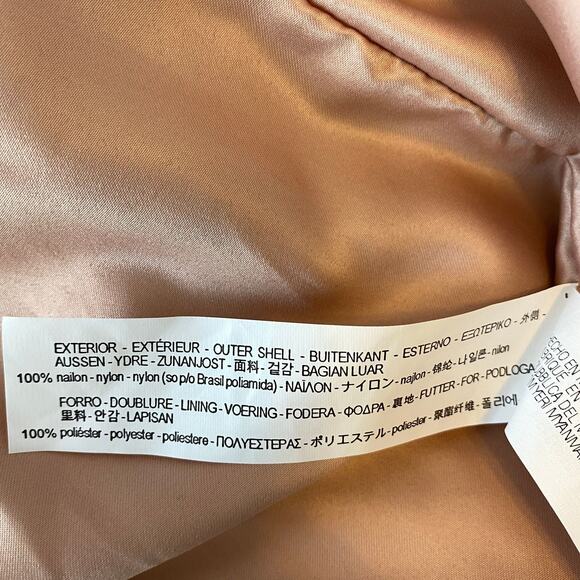 EXTERIOR - EXTÉRIEUR - OUTER SHELL - BUITENKANT - ESTERNO - ΕΞΩΤΕΡΙΚΟ - 外側 -
AUSSEN - YDRE - ZUNANJOST - 面料 - 겉감 - BAGIAN LUAR
100% nailon - nylon - nylon (so p/o Brasil poliamida) - ΝΑΪΛΟΝ - ナイロン - najlon - 锦纶 - 나일론 - nilon
FORRO - DOUBLURE - LINING - VOERING - FODERA - ΦΟΔΡΑ - 裏地 - FUTTER - FOR - PODLOGA
里料 - 안감 - LAPISAN
100% poliéster - polyester - poliestere - ΠΟΛΥΕΣΤΕΡΑΣ - ポリエステル - poliester - 聚酯纤维 - 폴리에